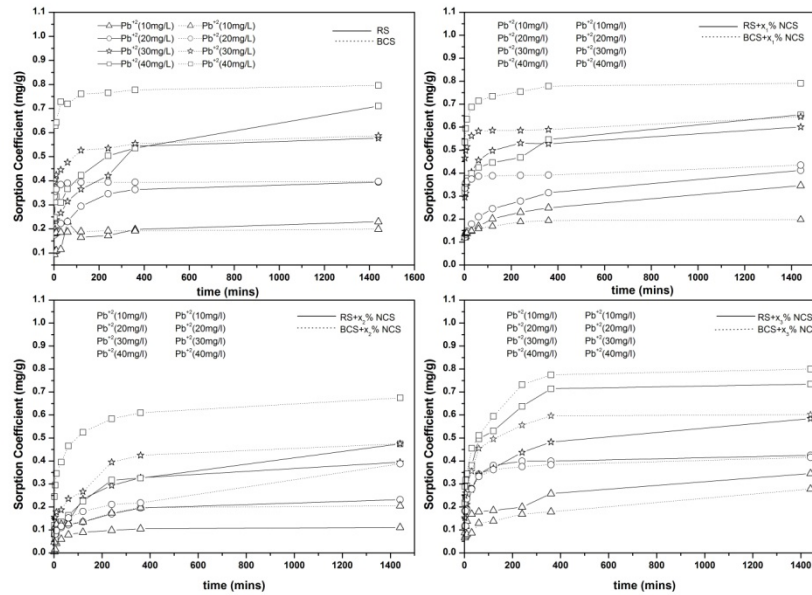 Pb⁺²(10mg/L) Pb⁺²(10mg/L) RS
Pb⁺²(20mg/L) Pb⁺²(20mg/L) BCS
Pb⁺²(30mg/L) Pb⁺²(30mg/L)
Pb⁺²(40mg/L) Pb⁺²(40mg/L)
Sorption Coefficient (mg/g)
1.1
1.0
0.9
0.8
0.7
0.6
0.5
0.4
0.3
0.2
0.1
0 200 400 600 800 1000 1200 1400 1600
time (mins)
Pb⁺²(10mg/l) Pb⁺²(10mg/l) RS+x₁% NCS
Pb⁺²(20mg/l) Pb⁺²(20mg/l) BCS+x₁% NCS
Pb⁺²(30mg/l) Pb⁺²(30mg/l)
Pb⁺²(40mg/l) Pb⁺²(40mg/l)
Sorption Coefficient (mg/g)
1.1
1.0
0.9
0.8
0.7
0.6
0.5
0.4
0.3
0.2
0.1
0.0
0 200 400 600 800 1000 1200 1400
time (mins)
Pb⁺²(10mg/l) Pb⁺²(10mg/l) % NCS
Pb⁺²(20mg/l) Pb⁺²(20mg/l) BCS+x₂% NCS
Pb⁺²(30mg/l) Pb⁺²(30mg/l)
Pb⁺²(40mg/l) Pb⁺²(40mg/l)
Sorption Coefficient (mg/g)
1.1
1.0
0.9
0.8
0.7
0.6
0.5
0.4
0.3
0.2
0.1
0.0
0 200 400 600 800 1000 1200 1400
time (mins)
Pb⁺²(10mg/l) Pb⁺²(10mg/l) % NCS
Pb⁺²(20mg/l) Pb⁺²(20mg/l) BCS+x₃% NCS
Pb⁺²(30mg/l) Pb⁺²(30mg/l)
Pb⁺²(40mg/l) Pb⁺²(40mg/l)
Sorption Coefficient (mg/g)
1.1
1.0
0.9
0.8
0.7
0.6
0.5
0.4
0.3
0.2
0.1
0.0
0 200 400 600 800 1000 1200 1400
time (mins)